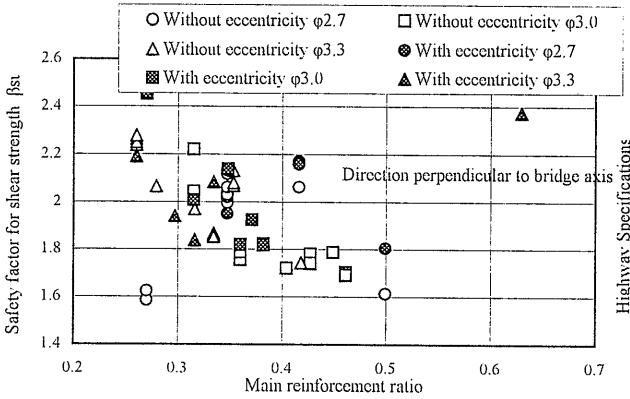 Without eccentricity φ2.7
Without eccentricity φ3.0
Without eccentricity φ3.3
With eccentricity φ2.7
With eccentricity φ3.0
With eccentricity φ3.3
Safety factor for shear strength βsι
2.6
2.4
2.2
2
1.8
1.6
1.4
Direction perpendicular to bridge axis
Highway Specifications
0.2 0.3 0.4 0.5 0.6 0.7
Main reinforcement ratio